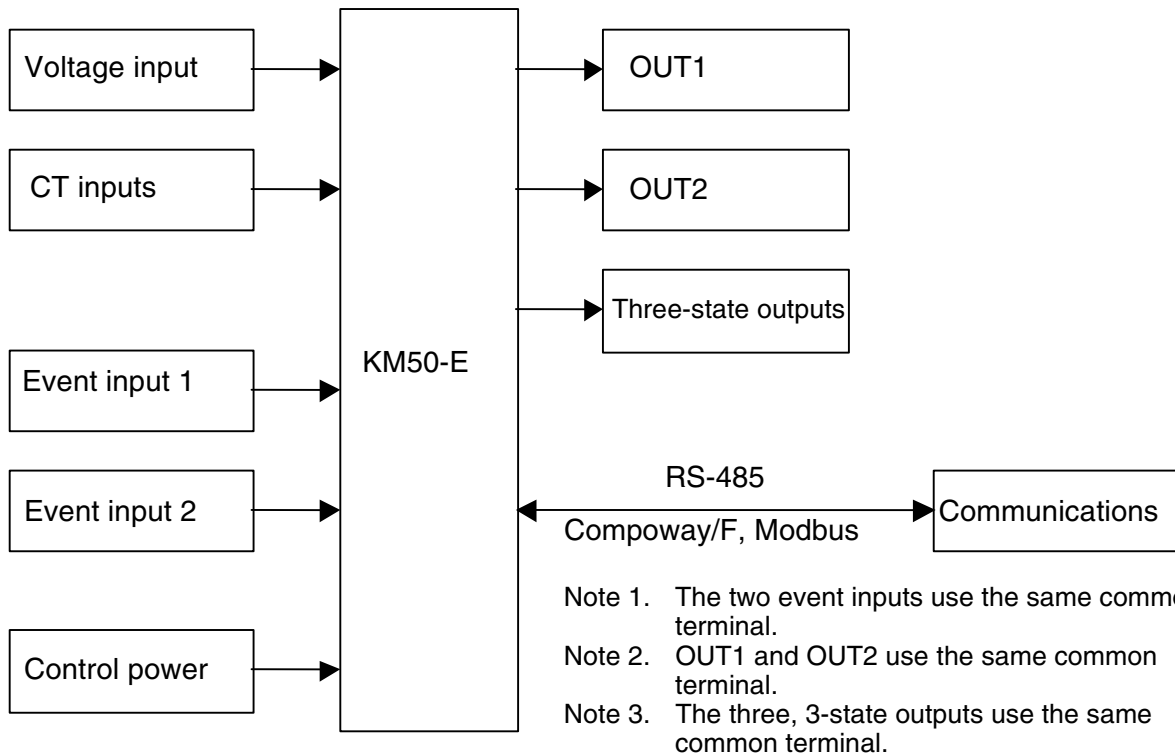 Voltage input
OUT1
CT inputs
OUT2
Three-state outputs
KM50-E
Event input 1
Event input 2
RS-485
Compoway/F, Modbus
Communications
Control power
Note 1. The two event inputs use the same
terminal.
Note 2. OUT1 and OUT2 use the same common
terminal.
Note 3. The three, 3-state outputs use the same
common terminal.